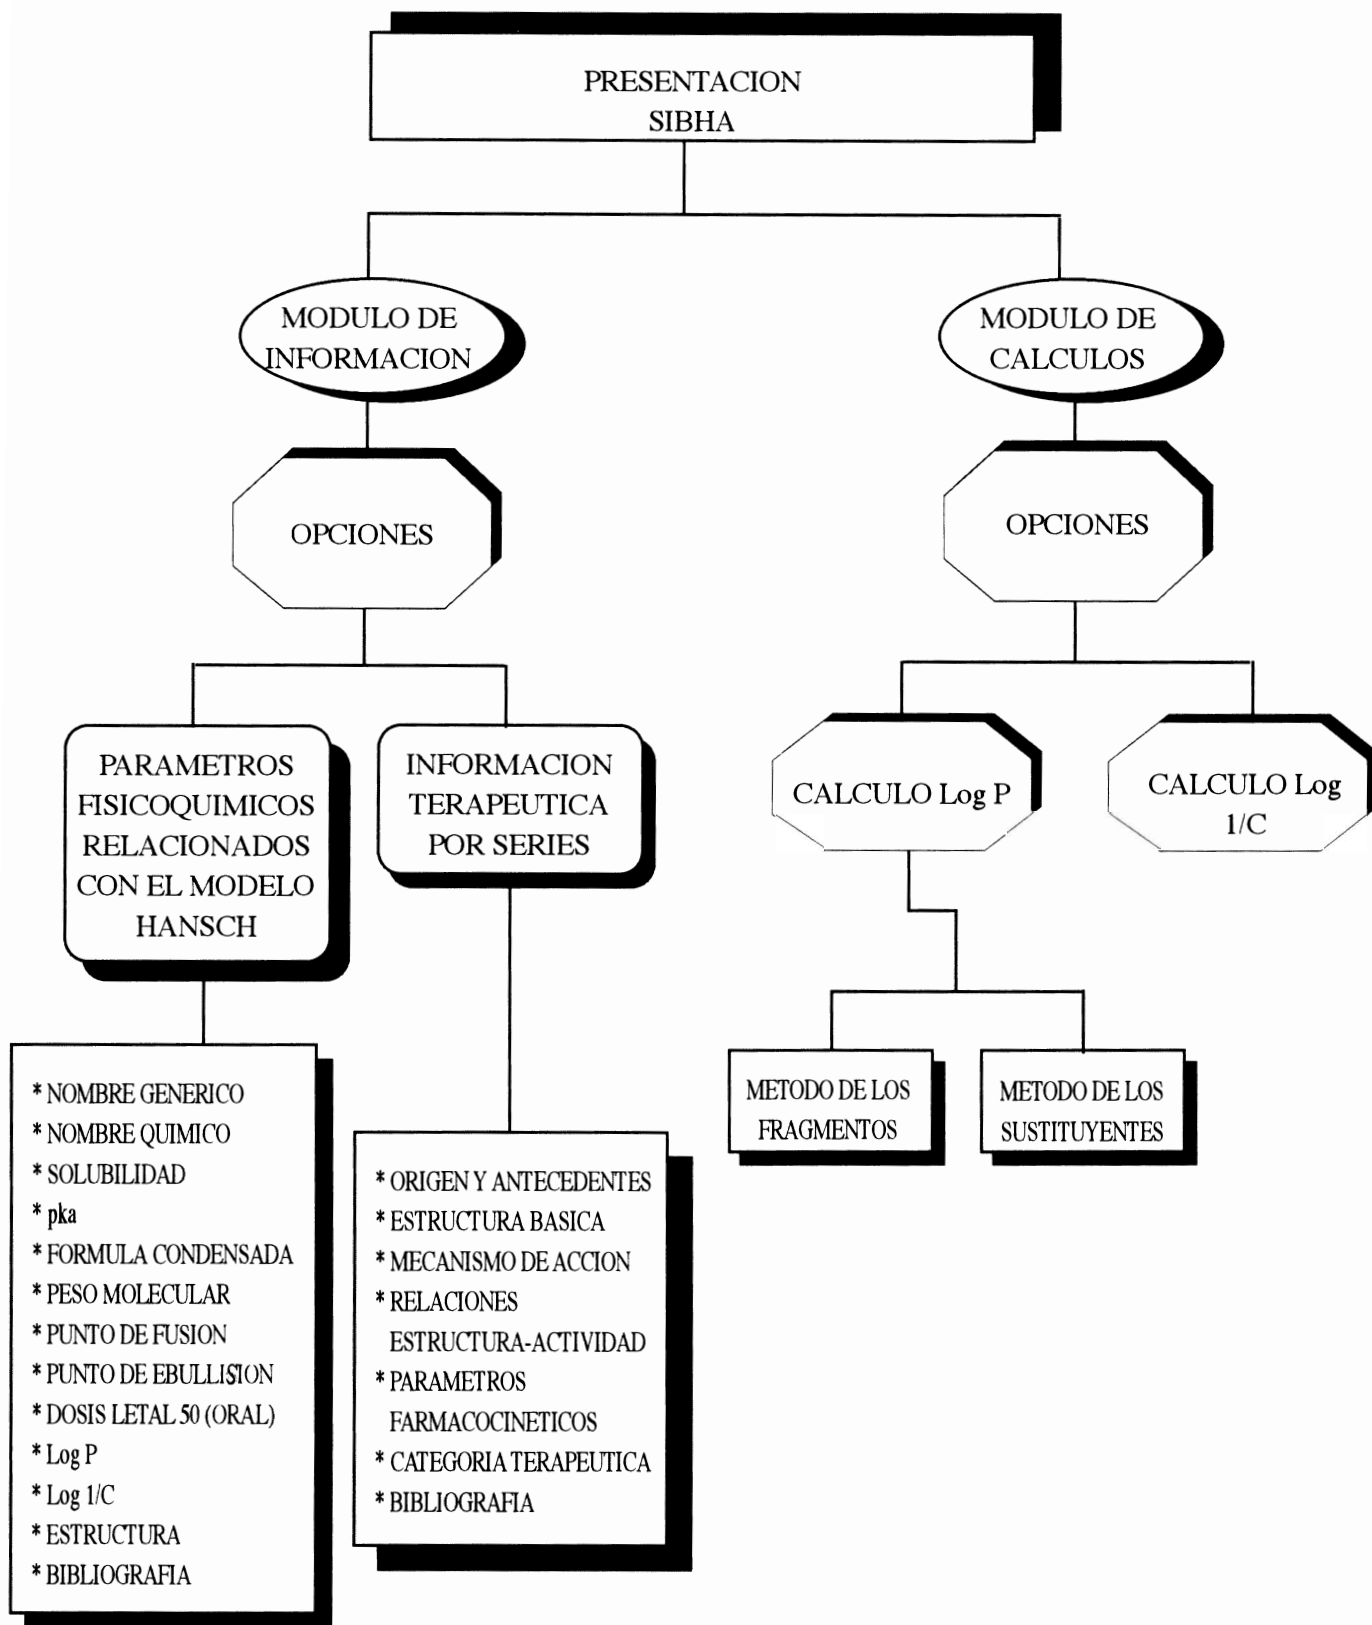 PRESENTACION
SIBHA
MODULO DE
INFORMACION
MODULO DE
CALCULOS
OPCIONES
OPCIONES
PARAMETROS
FISICOQUIMICOS
RELACIONADOS
CON EL MODELO
HANSCH
INFORMACION
TERAPEUTICA
POR SERIES
CALCULO Log P
CALCULO Log
1/C
* NOMBRE GENERICO
* NOMBRE QUIMICO
* SOLUBILIDAD
* pka
* FORMULA CONDENSADA
* PESO MOLECULAR
* PUNTO DE FUSION
* PUNTO DE EBULLISION
* DOSIS LETAL 50 (ORAL)
* Log P
* Log 1/C
* ESTRUCTURA
* BIBLIOGRAFIA
* ORIGEN Y ANTECEDENTES
* ESTRUCTURA BASICA
* MECANISMO DE ACCION
* RELACIONES
ESTRUCTURA-ACTIVIDAD
* PARAMETROS
FARMACOCINETICOS
* CATEGORIA TERAPEUTICA
* BIBLIOGRAFIA
METODO DE LOS
FRAGMENTOS
METODO DE LOS
SUSTITUYENTES